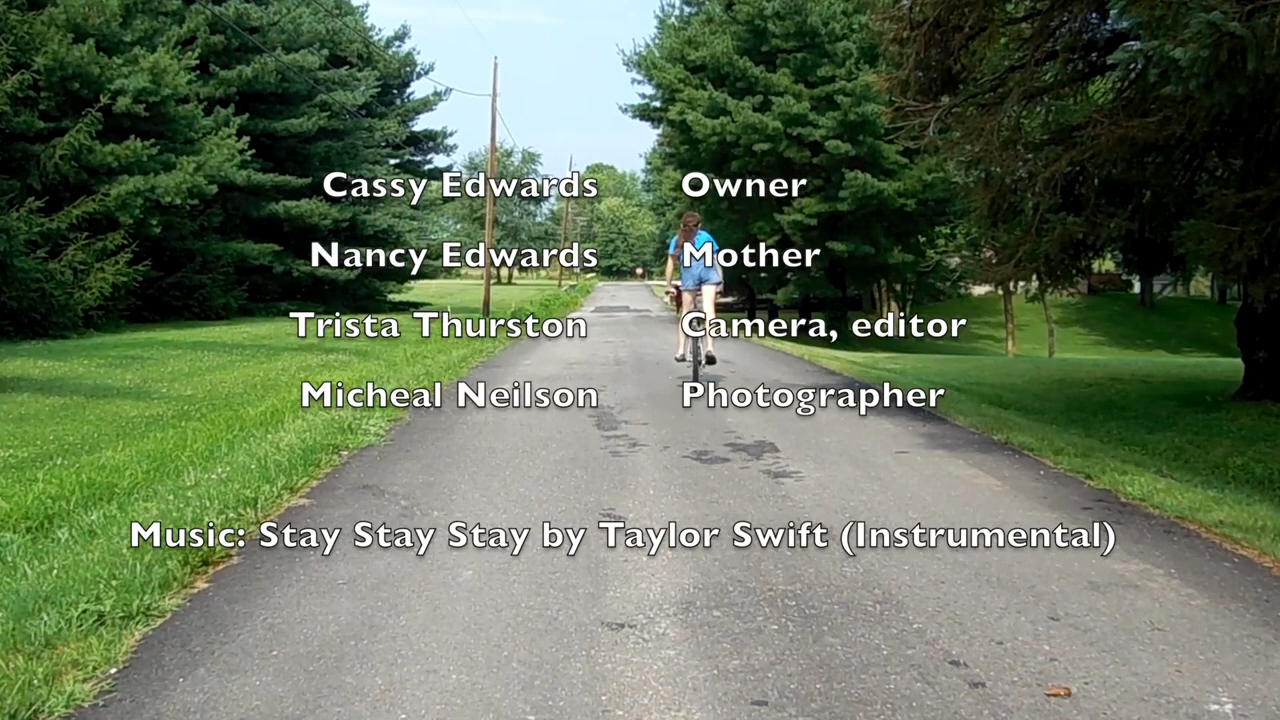 Cassy Edwards Owner
Nancy Edwards Mother
Trista Thurston Camera, editor
Micheal Neilson Photographer
Music: Stay Stay Stay by Taylor Swift (Instrumental)